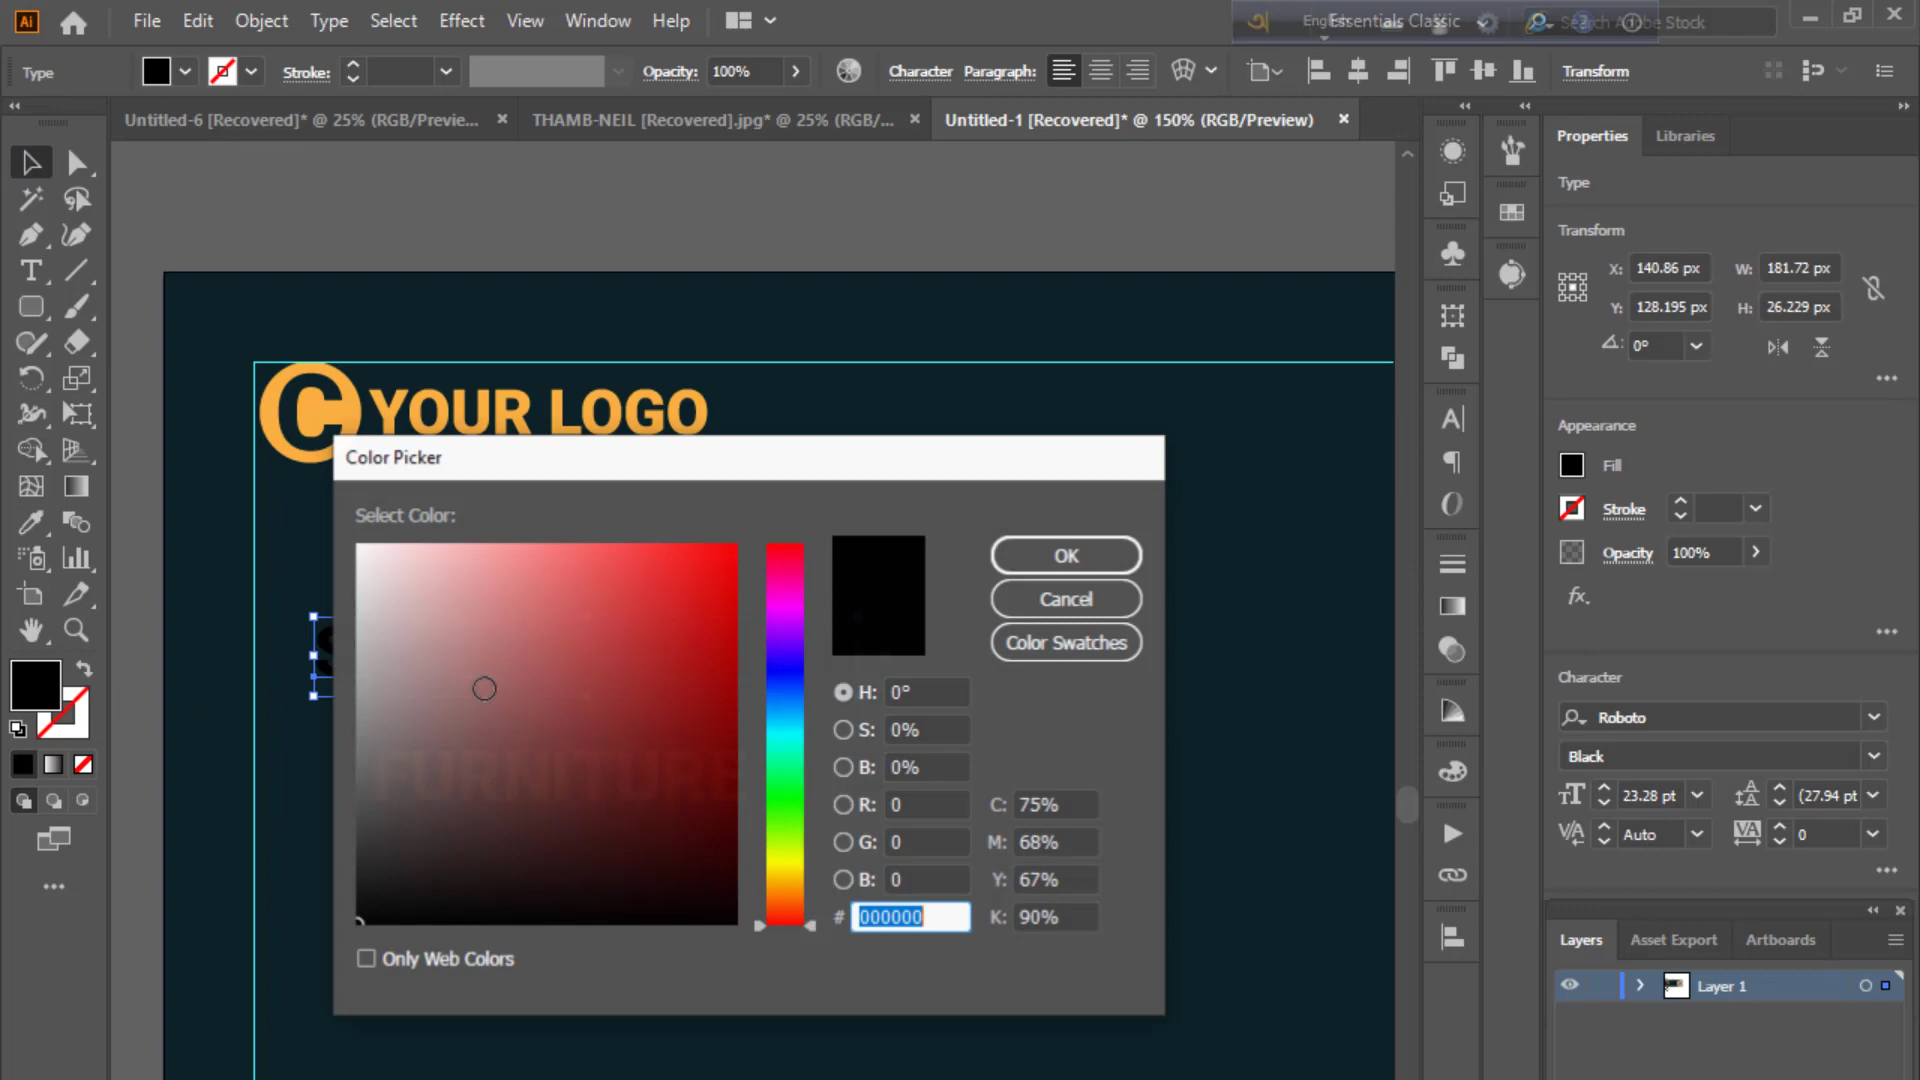 File Edit Object Type Select Effect View Window Help
English Essentials Classic Search Adobe Stock
Type Stroke: Opacity: 100% Character Paragraph: Transform
Untitled-6 [Recovered]* @ 25% (RGB/Previe... THAMB-NEIL [Recovered].jpg* @ 25% (RGB/... Untitled-1 [Recovered]* @ 150% (RGB/Preview)
Properties Libraries
Type
Transform
X: 140.86 px W: 181.72 px
Y: 128.195 px H: 26.229 px
0°
C YOUR LOGO
Appearance
Fill
Stroke
Opacity 100%
fx.
Color Picker
Select Color:
OK
Cancel
Color Swatches
H: 0°
S: 0%
B: 0%
R: 0 C: 75%
G: 0 M: 68%
B: 0 Y: 67%
# 000000 K: 90%
Only Web Colors
FURNITURE
Character
Roboto
Black
23.28 pt (27.94 pt
Auto 0
Layers Asset Export Artboards
Layer 1